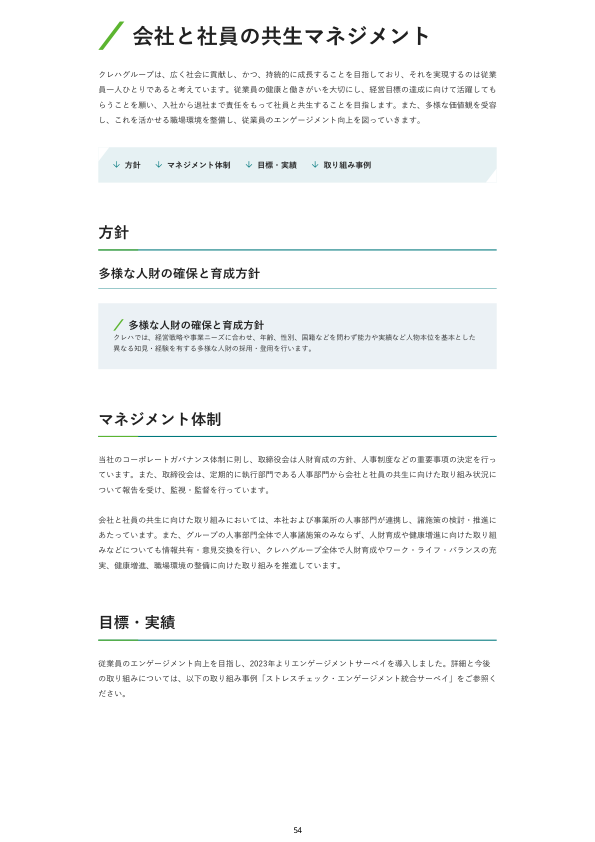 会社と社員の共生マネジメント
クレハグループは、広く社会に貢献し、かつ、持続的に成長することを目指しており、それを実現するのは従業
員一人ひとりであると考えています。従業員の健康と働きがいを大切にし、経営目標の達成に向けて活躍しても
らうことを願い、入社から退社まで責任をもって社員と共生することを目指します。また、多様な価値観を受容
し、これを活かせる職場環境を整備し、従業員のエンゲージメント向上を図っていきます。
↓ 方針 ↓ マネジメント体制 ↓ 目標・実績 ↓ 取り組み事例
方針
多様な人財の確保と育成方針
多様な人財の確保と育成方針
クレハでは、経営戦略や事業ニーズに合わせ、年齢、性別、国籍などを問わず能力や実績など人物本位を基本とした
異なる知見・経験を有する多様な人財の採用・登用を行います。
マネジメント体制
当社のコーポレートガバナンス体制に則し、取締役会は人財育成の方針、人事制度などの重要事項の決定を行っ
ています。また、取締役会は、定期的に執行部門である人事部門から会社と社員の共生に向けた取り組み状況に
ついて報告を受け、監視・監督を行っています。
会社と社員の共生に向けた取り組みにおいては、本社および事業所の人事部門が連携し、諸施策の検討・推進に
あたっています。また、グループの人事部門全体で人事諸施策のみならず、人財育成や健康増進に向けた取り組
みなどについても情報共有・意見交換を行い、クレハグループ全体で人財育成やワーク・ライフ・バランスの充
実、健康増進、職場環境の整備に向けた取り組みを推進しています。
目標・実績
従業員のエンゲージメント向上を目指し、2023年よりエンゲージメントサーベイを導入しました。詳細と今後
の取り組みについては、以下の取り組み事例「ストレスチェック・エンゲージメント統合サーベイ」をご参照く
ださい。
54